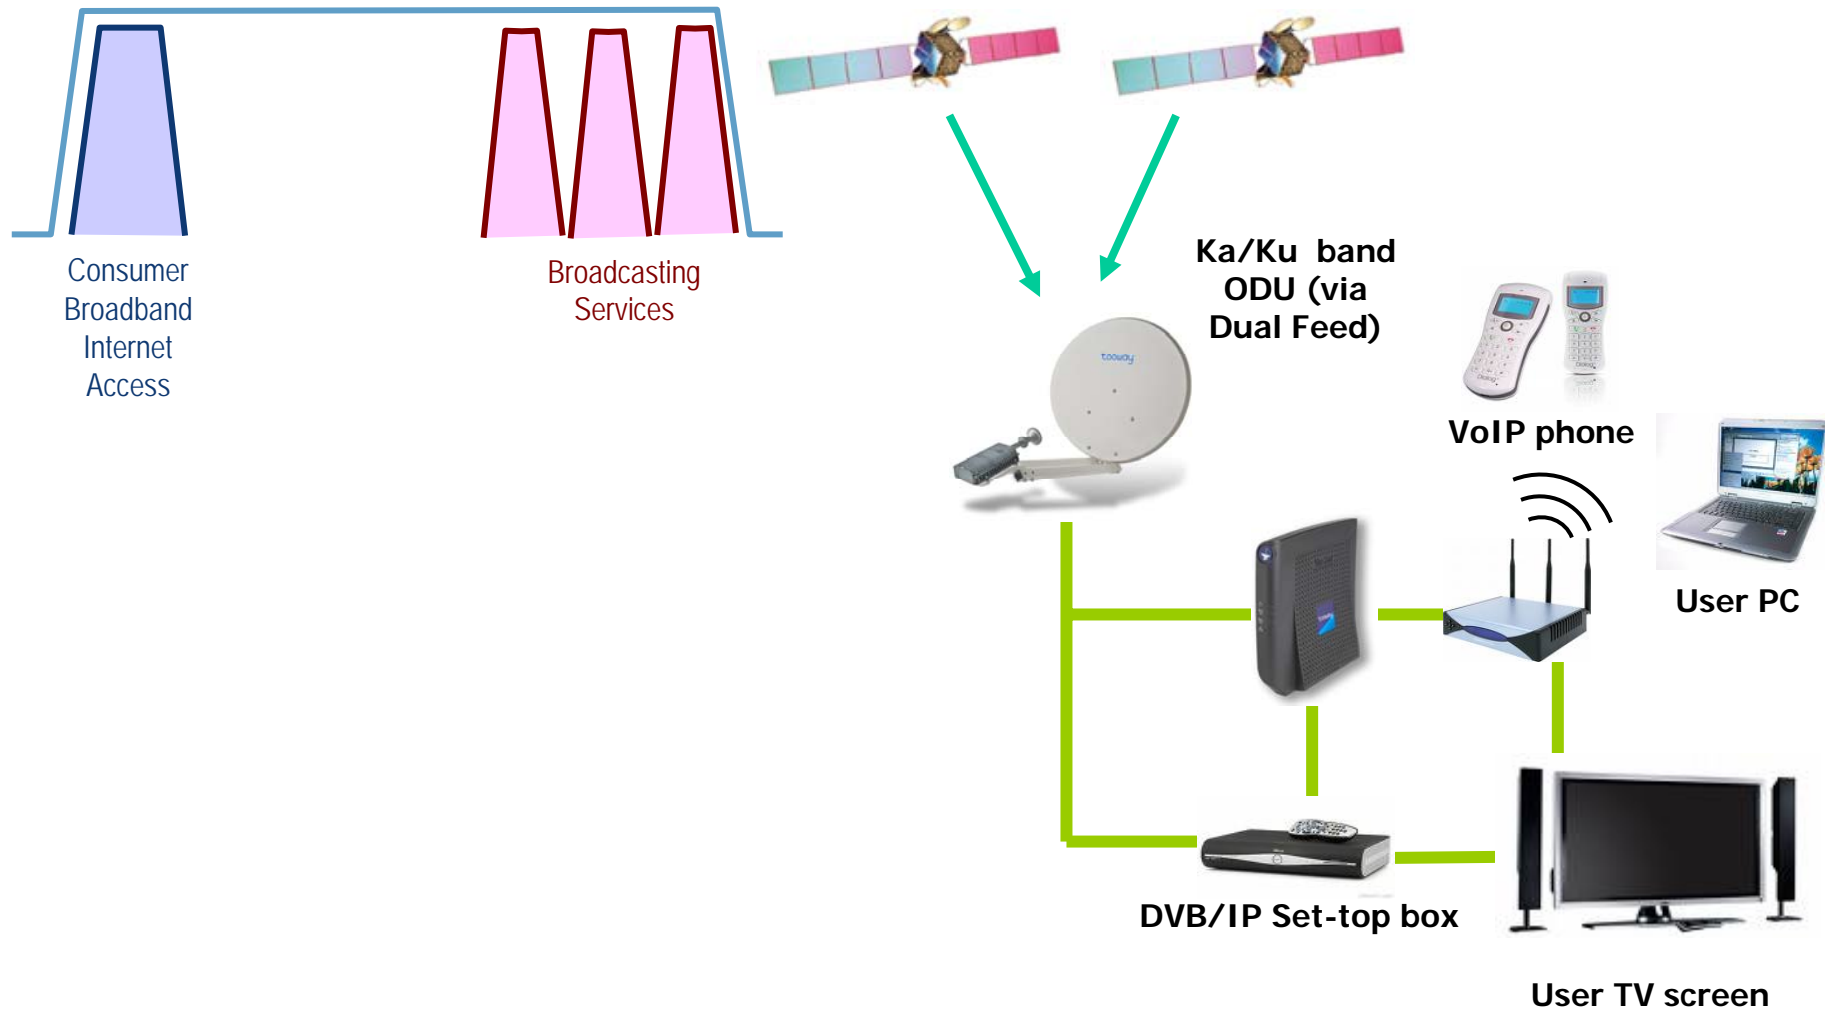 Consumer
Broadband
Internet
Access
Broadcasting
Services
Ka/Ku band
ODU (via
Dual Feed)
tooway
VoIP phone
User PC
DVB/IP Set-top box
User TV screen